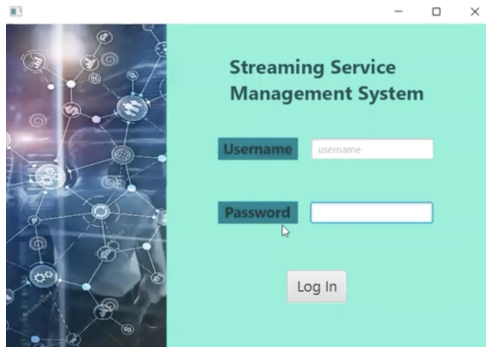 Streaming Service
Management System
Username
username
Password
Log In